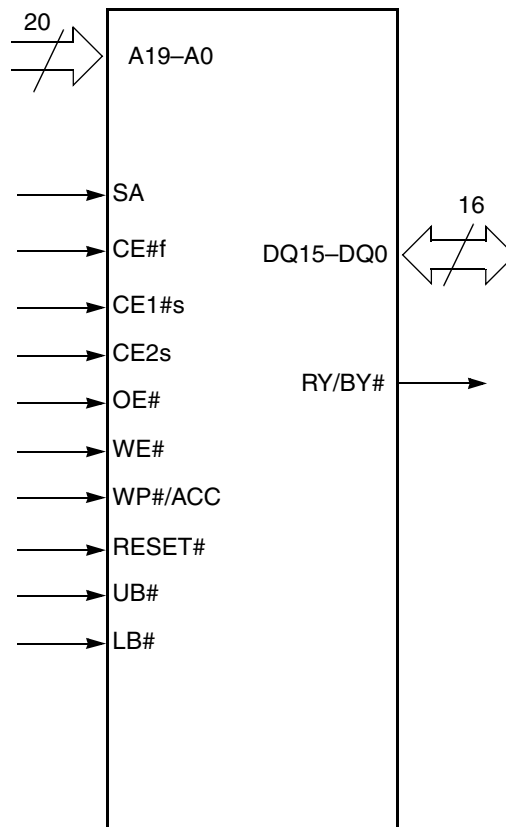 20
A19–A0
SA
16
CE#f
DQ15–DQ0
CE1#s
CE2s
RY/BY#
OE#
WE#
WP#/ACC
RESET#
UB#
LB#